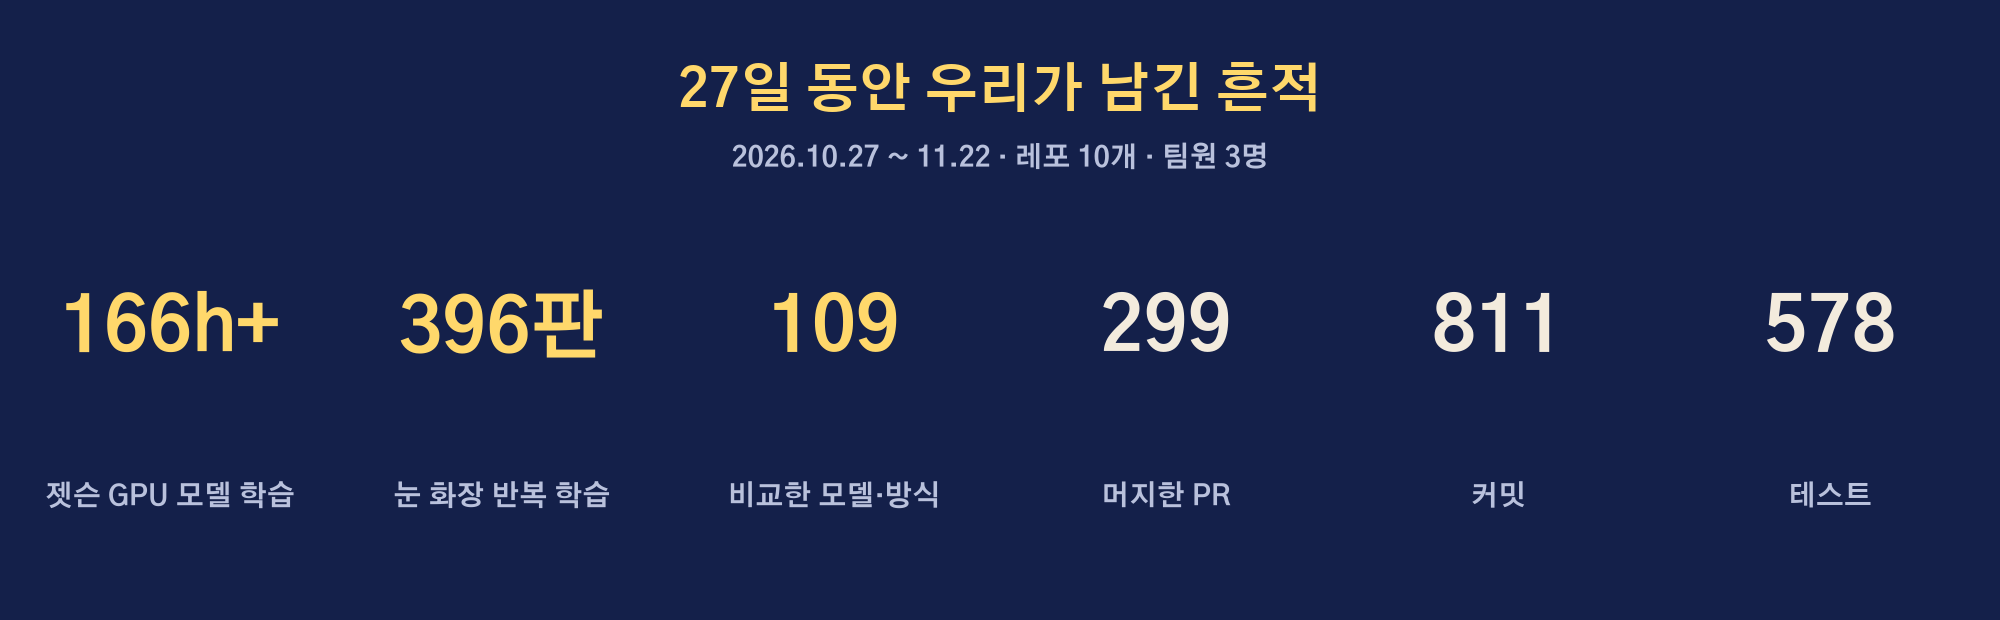 27일 동안 우리가 남긴 흔적
2026.10.27 ~ 11.22 · 레포 10개 · 팀원 3명
166h+ 396판 109 299 811 578
젯슨 GPU 모델 학습 눈 화장 반복 학습 비교한 모델·방식 머지한 PR 커밋 테스트